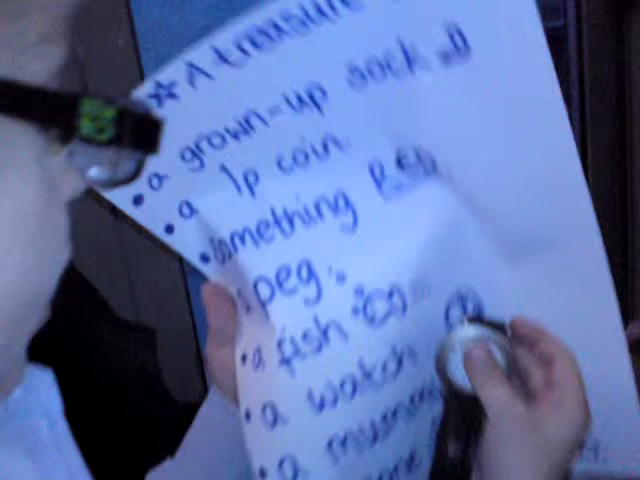 A treasure
• a grown-up sock
• a 1p coin
• something RED
• peg
• a fish
• a watch
• a